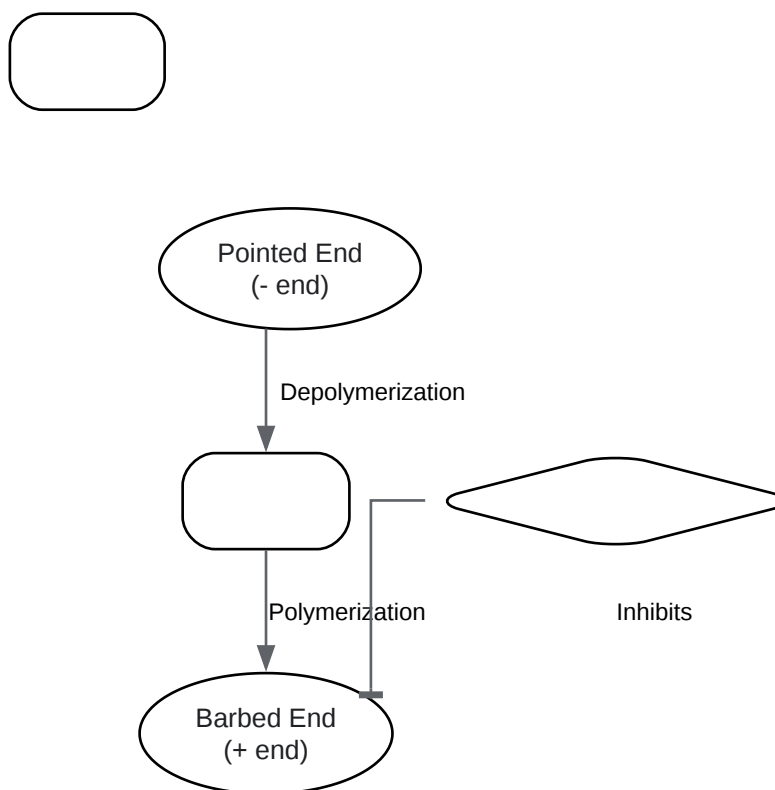 Pointed End
(- end)
Depolymerization
Polymerization
Inhibits
Barbed End
(+ end)